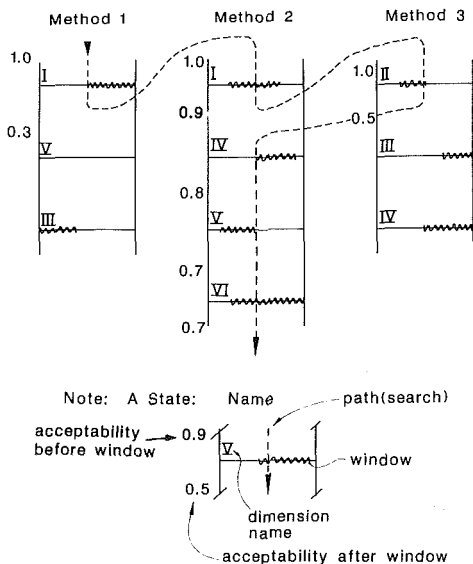 Method 1 Method 2 Method 3
1.0
I
0.3
V
III
1.0
I
0.9
IV
0.8
V
0.7
VI
0.7
1.0
II
0.5
III
IV
Note: A State: Name
path(search)
acceptability
before window
0.9
V
window
0.5
dimension
name
acceptability after window